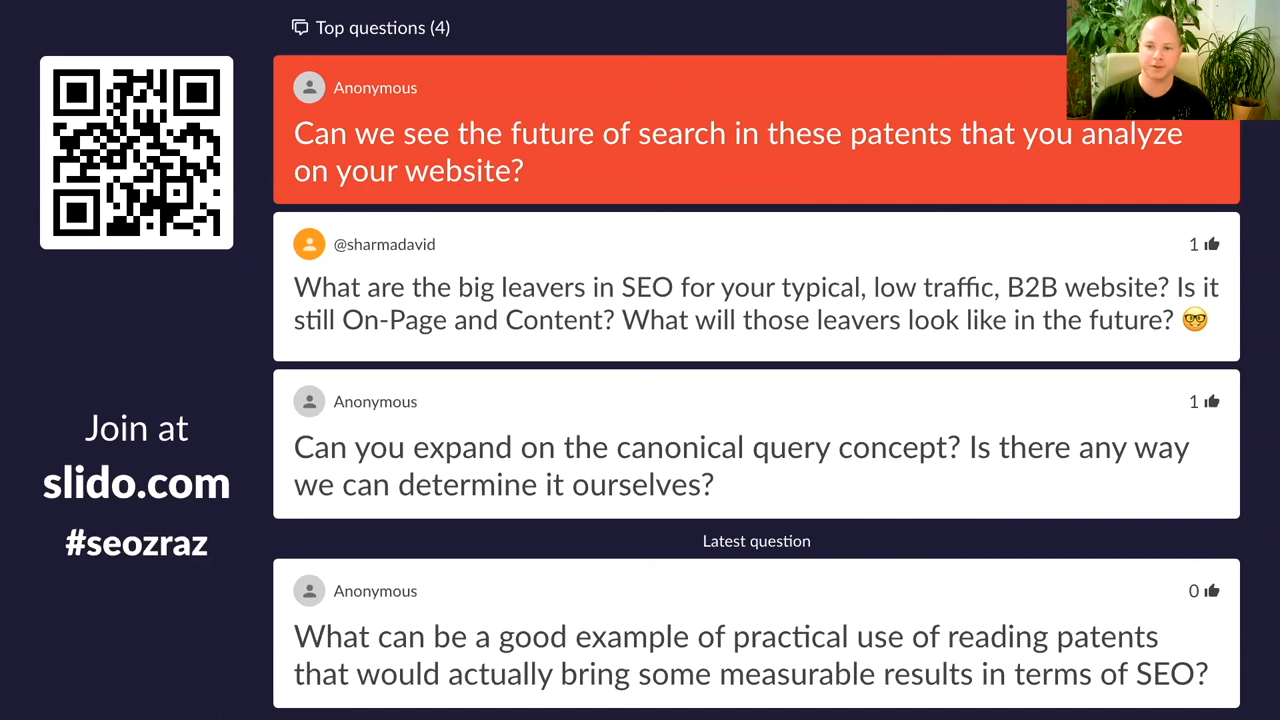 Top questions (4)
Anonymous
Can we see the future of search in these patents that you analyze
on your website?
@sharmadavid
1
What are the big leavers in SEO for your typical, low traffic, B2B website? Is it
still On-Page and Content? What will those leavers look like in the future? 🤓
Anonymous
1
Can you expand on the canonical query concept? Is there any way
we can determine it ourselves?
Latest question
Anonymous
0
What can be a good example of practical use of reading patents
that would actually bring some measurable results in terms of SEO?
Join at
slido.com
#seozraz